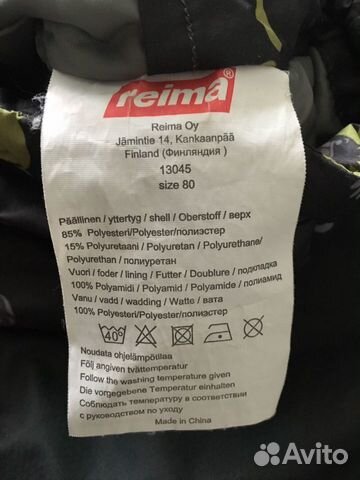 reima®
Reima Oy
Jämintie 14, Kankaanpää
Finland (Финляндия )
13045
size 80
Päällinen / yttertyg / shell / Oberstoff / верх
85% Polyesteri/Polyester/полиэстер
15% Polyuretaani / Polyuretan / Polyurethane/
Polyurethan / полиуретан
Vuori / foder / lining / Futter / Doublure / подкладка
100% Polyamidi / Polyamid / Polyamide / полиамид
Vanu / vadd / wadding / Watte / вата
100% Polyesteri/Polyester/полиэстер
40°
Noudata ohjelämpötilaa
Följ angiven tvättemperatur
Follow the washing temperature given
Die vorgegebene Temperatur einhalten
Соблюдать температуру в соответствии
с руководством по уходу
Made in China
Avito